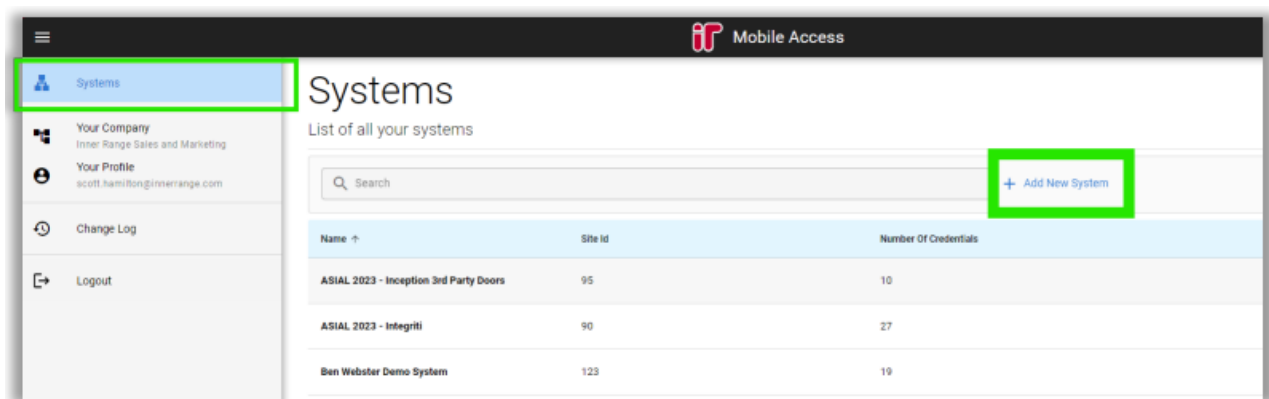 Mobile Access
Systems
Your Company
Inner Range Sales and Marketing
Your Profile
scott.hamilton@innerrange.com
Change Log
Logout
Systems
List of all your systems
Search
+ Add New System
Name ↑ Site Id Number Of Credentials
ASIAL 2023 - Inception 3rd Party Doors 95 10
ASIAL 2023 - Integriti 90 27
Ben Webster Demo System 123 19